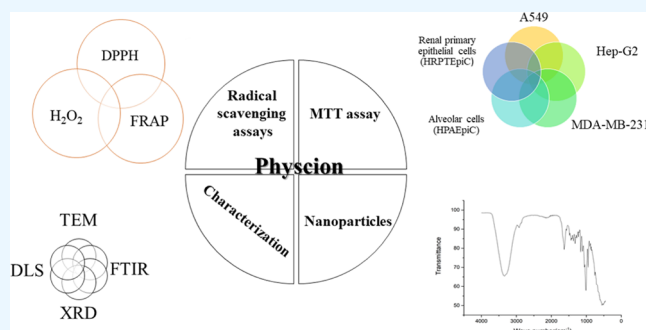 DPPH
H₂O₂
FRAP
Radical
scavenging
assays
MTT assay
Physcion
Characterization
Nanoparticles
A549
Renal primary
epithelial cells
(HRPTEpiC)
Hep-G2
Alveolar cells
(HPAEpiC)
MDA-MB-231
TEM
DLS
FTIR
XRD
Transmittance
100
90
80
70
60
50
4000
3000
2000
1000
0